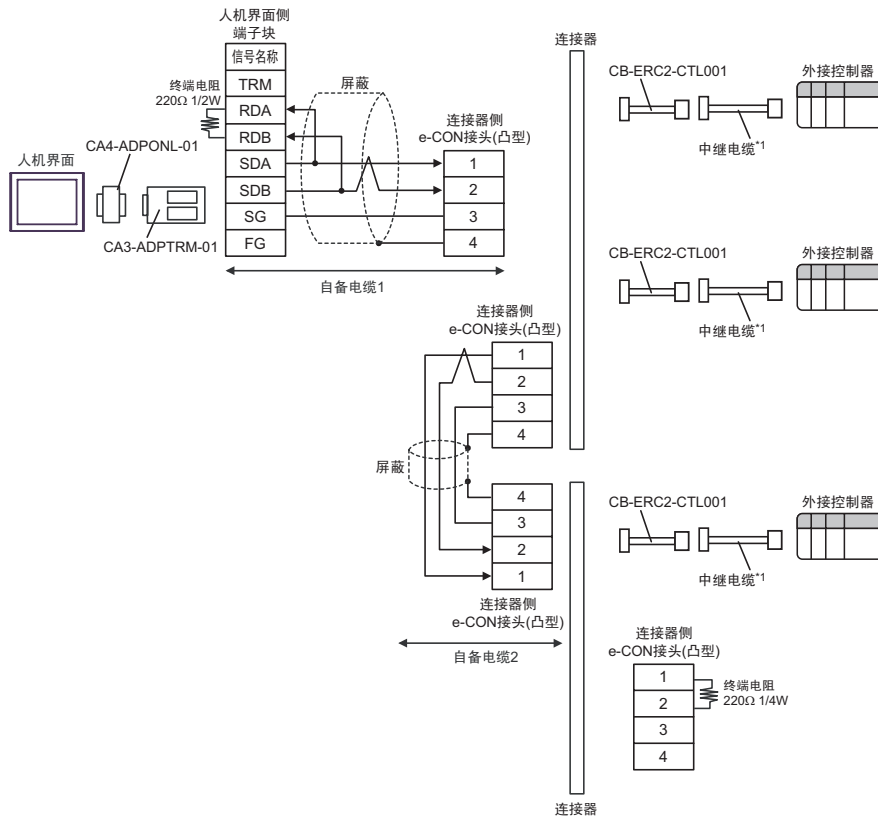 人机界面侧
端子块
信号名称
TRM
RDA
RDB
SDA
SDB
SG
FG
终端电阻
220Ω 1/2W
屏蔽
连接器侧
e-CON接头(凸型)
1
2
3
4
人机界面
CA4-ADPONL-01
CA3-ADPTRM-01
自备电缆1
连接器
CB-ERC2-CTL001
中继电缆*1
外接控制器
CB-ERC2-CTL001
中继电缆*1
外接控制器
连接器侧
e-CON接头(凸型)
1
2
3
4
屏蔽
4
3
2
1
连接器侧
e-CON接头(凸型)
自备电缆2
CB-ERC2-CTL001
中继电缆*1
外接控制器
连接器侧
e-CON接头(凸型)
1
2
3
4
终端电阻
220Ω 1/4W
连接器